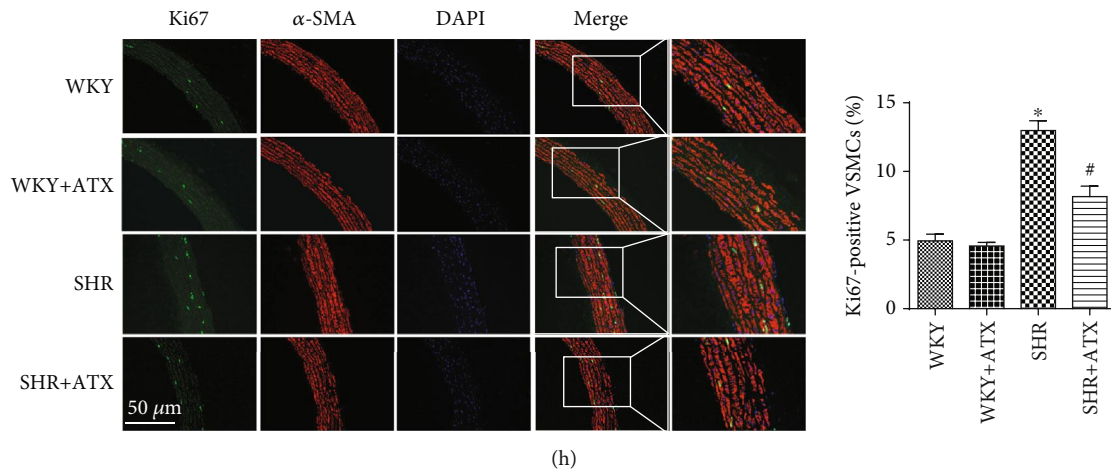 Ki67 α-SMA DAPI Merge
WKY
WKY+ATX
SHR
SHR+ATX
50 μm
Ki67-positive VSMCs (%)
15
10
5
0
*
#
WKY
WKY+ATX
SHR
SHR+ATX
(h)